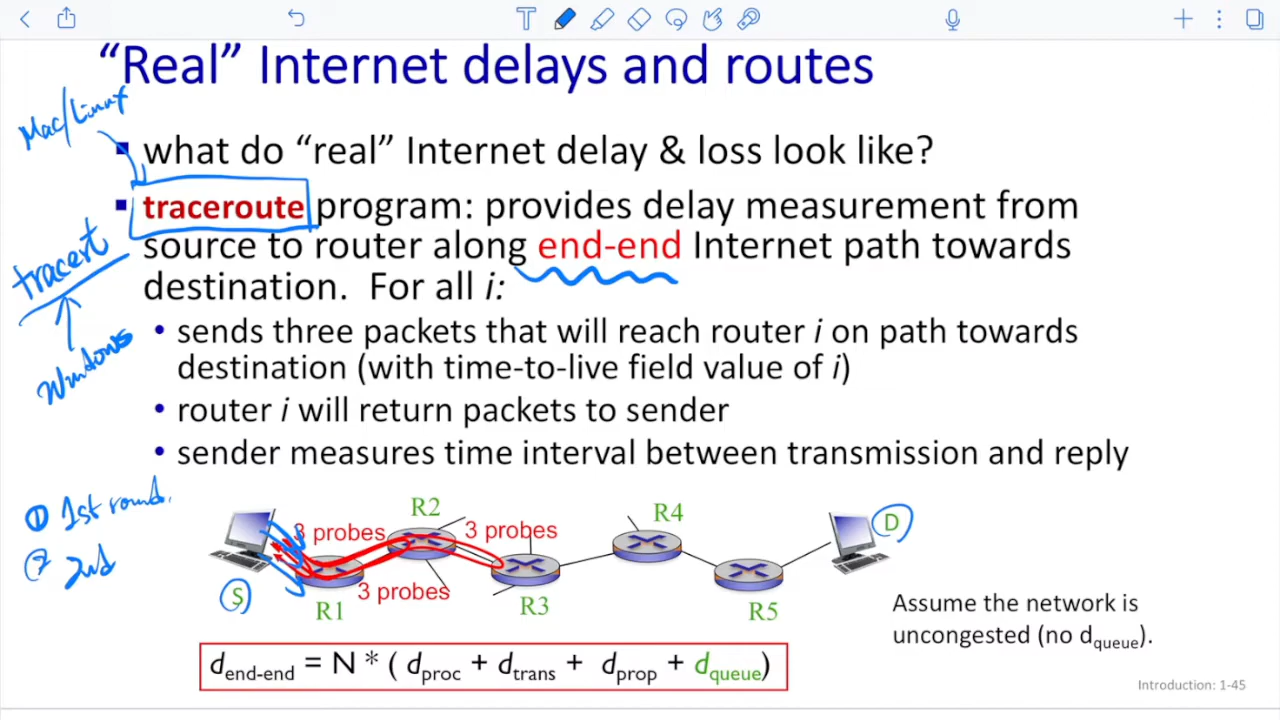 “Real” Internet delays and routes
Mac/Linux
what do “real” Internet delay & loss look like?
traceroute program: provides delay measurement from
source to router along end-end Internet path towards
destination. For all i:
tracert
Windows
• sends three packets that will reach router i on path towards
destination (with time-to-live field value of i)
• router i will return packets to sender
• sender measures time interval between transmission and reply
① 1st round.
② 2nd
3 probes
R2
3 probes
R4
D
S
R1
3 probes
R3
R5
Assume the network is
uncongested (no dqueue).
dend-end = N * ( dproc + dtrans + dprop + dqueue)
Introduction: 1-45